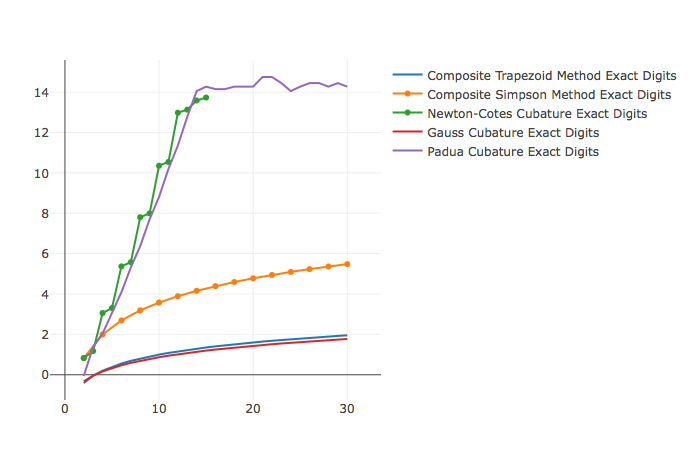 Composite Trapezoid Method Exact Digits
Composite Simpson Method Exact Digits
Newton-Cotes Cubature Exact Digits
Gauss Cubature Exact Digits
Padua Cubature Exact Digits
14
12
10
8
6
4
2
0
0 10 20 30